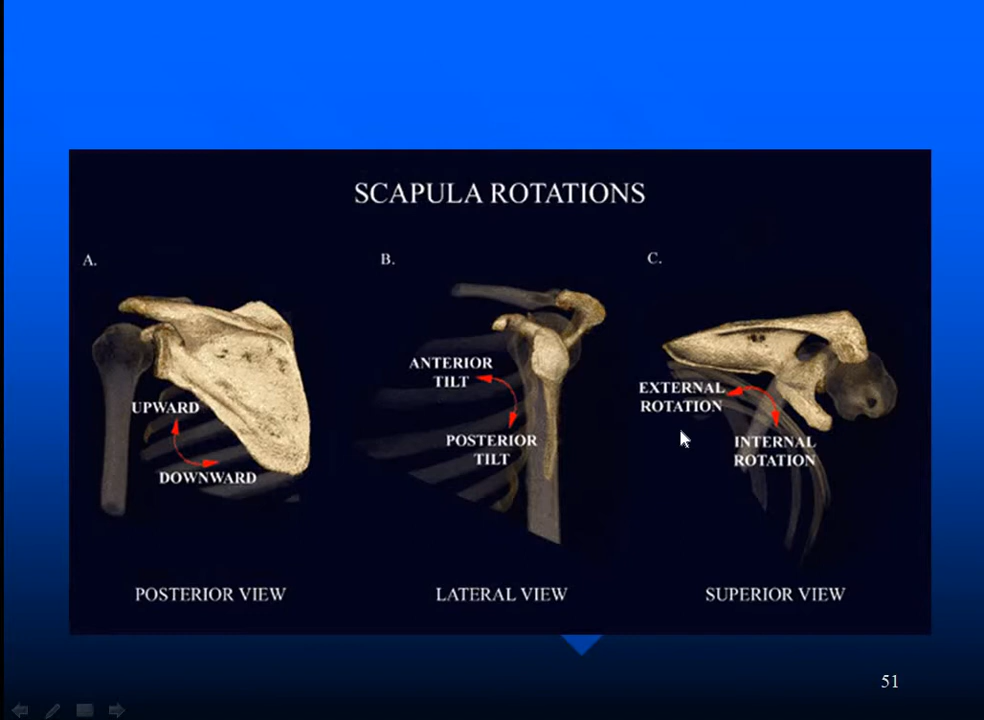 SCAPULA ROTATIONS
A.
B.
C.
UPWARD
DOWNWARD
ANTERIOR
TILT
POSTERIOR
TILT
EXTERNAL
ROTATION
INTERNAL
ROTATION
POSTERIOR VIEW
LATERAL VIEW
SUPERIOR VIEW
51